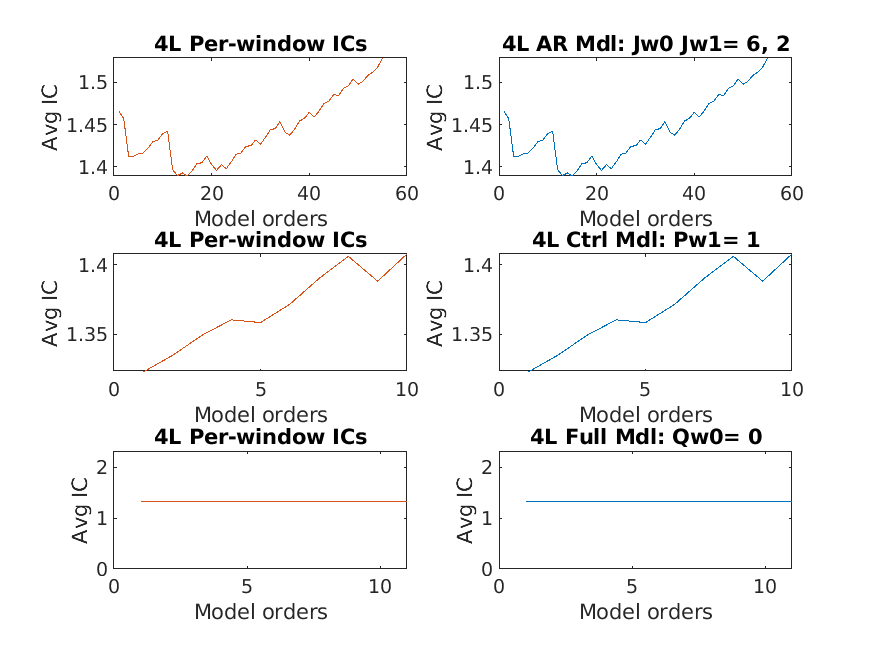 4L Per-window ICs
Avg IC
1.5
1.45
1.4
0 20 40 60
Model orders
4L AR Mdl: Jw0 Jw1= 6, 2
Avg IC
1.5
1.45
1.4
0 20 40 60
Model orders
4L Per-window ICs
Avg IC
1.4
1.35
0 5 10
Model orders
4L Ctrl Mdl: Pw1= 1
Avg IC
1.4
1.35
0 5 10
Model orders
4L Per-window ICs
Avg IC
2
1
0
0 5 10
Model orders
4L Full Mdl: Qw0= 0
Avg IC
2
1
0
0 5 10
Model orders